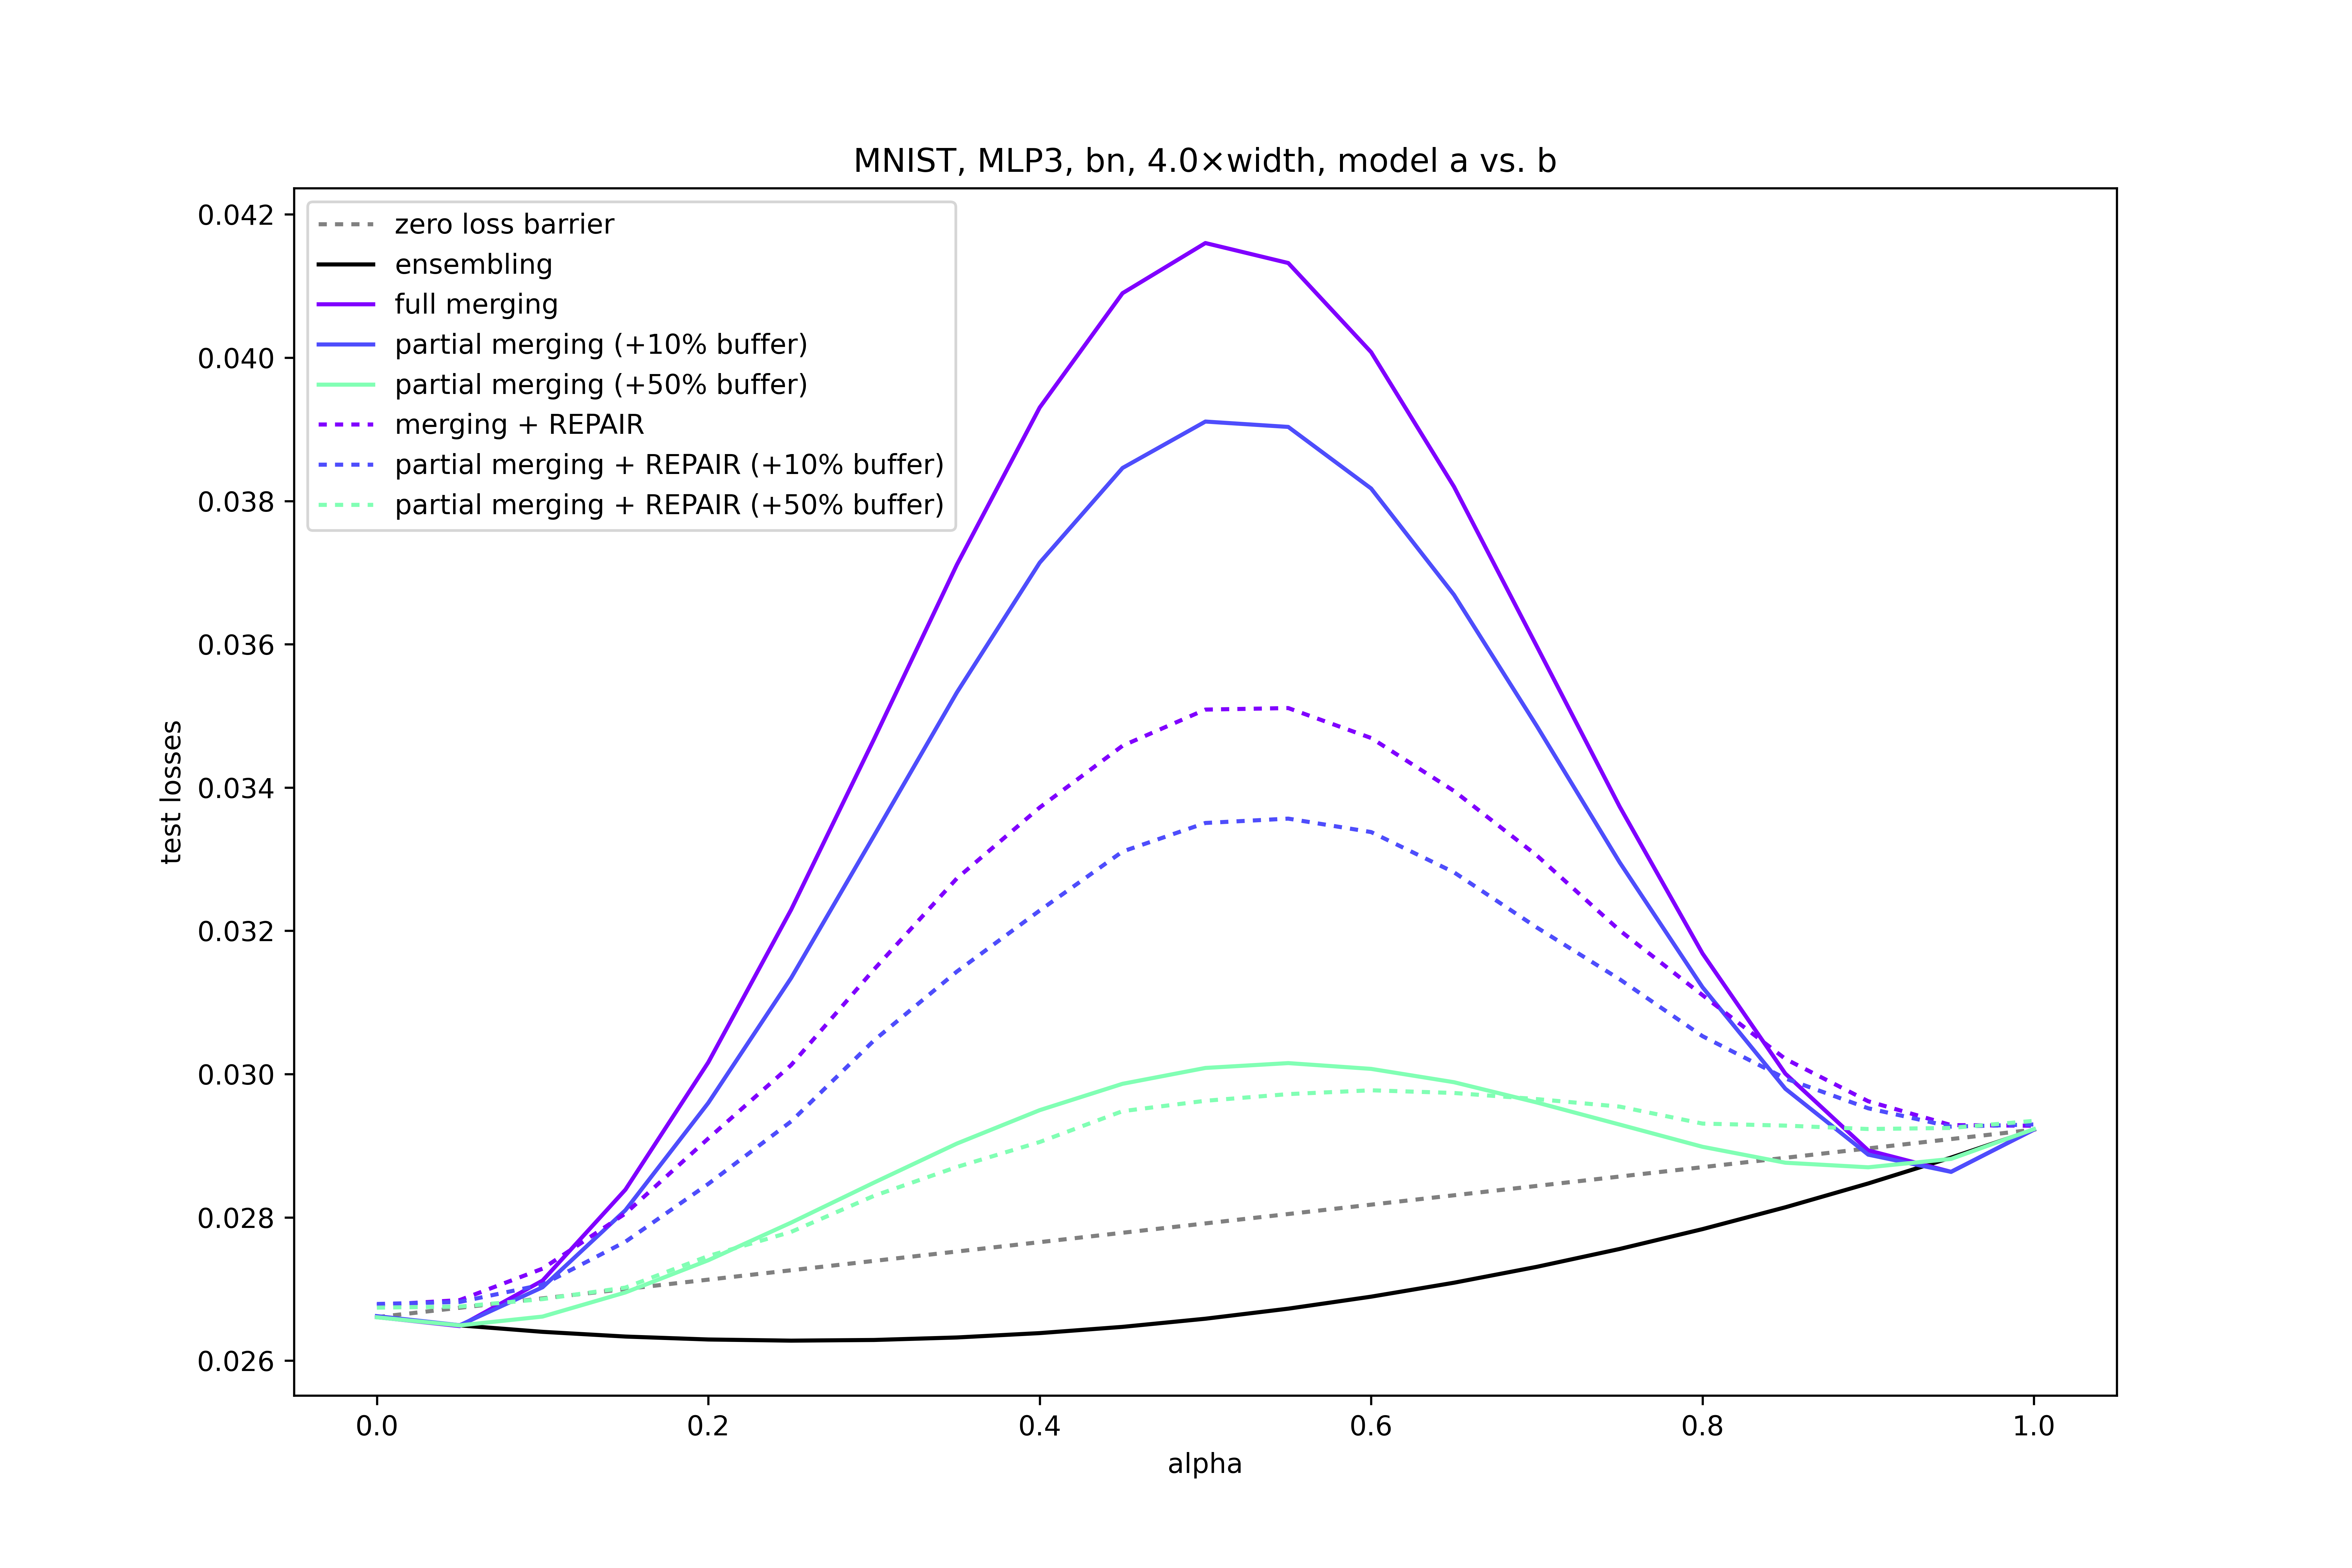 MNIST, MLP3, bn, 4.0×width, model a vs. b
zero loss barrier
ensembling
full merging
partial merging (+10% buffer)
partial merging (+50% buffer)
merging + REPAIR
partial merging + REPAIR (+10% buffer)
partial merging + REPAIR (+50% buffer)
test losses
0.042
0.040
0.038
0.036
0.034
0.032
0.030
0.028
0.026
0.0 0.2 0.4 0.6 0.8 1.0
alpha